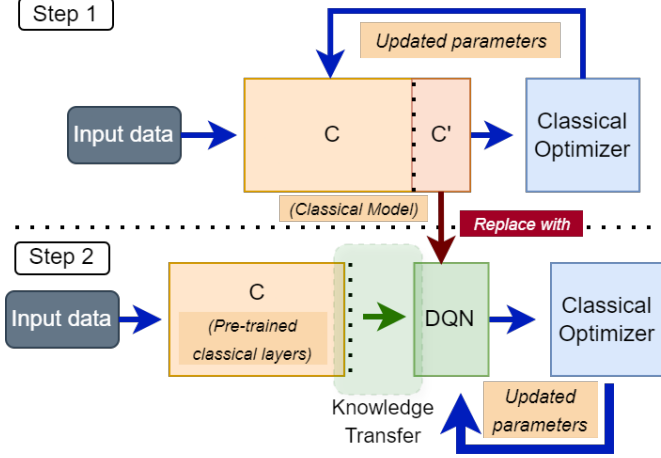 Step 1
Updated parameters
Input data
C
C'
Classical
Optimizer
(Classical Model)
Replace with
Step 2
Input data
C
(Pre-trained
classical layers)
DQN
Classical
Optimizer
Knowledge
Transfer
Updated
parameters